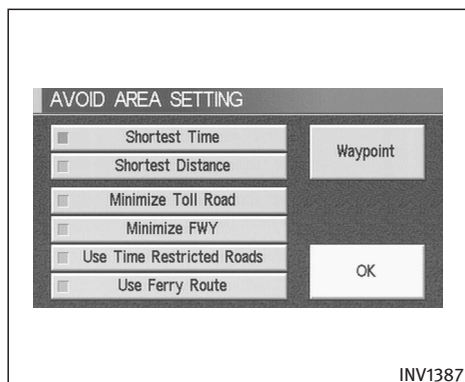 AVOID AREA SETTING
Shortest Time
Shortest Distance
Waypoint
Minimize Toll Road
Minimize FWY
Use Time Restricted Roads
Use Ferry Route
OK
INV1387